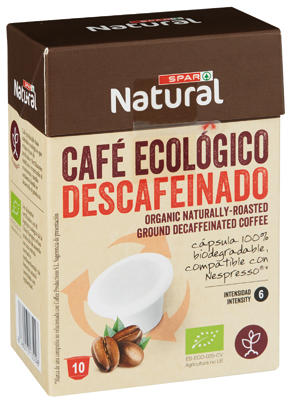 SPAR
Natural
CAFÉ ECOLÓGICO
DESCAFEINADO
ORGANIC NATURALLY-ROASTED
GROUND DECAFFEINATED COFFEE
cápsula 100%
biodegradable,
compatible con
Nespresso®*
INTENSIDAD
INTENSITY
6
10
ES-ECO-019-CV
Agricultura no UE